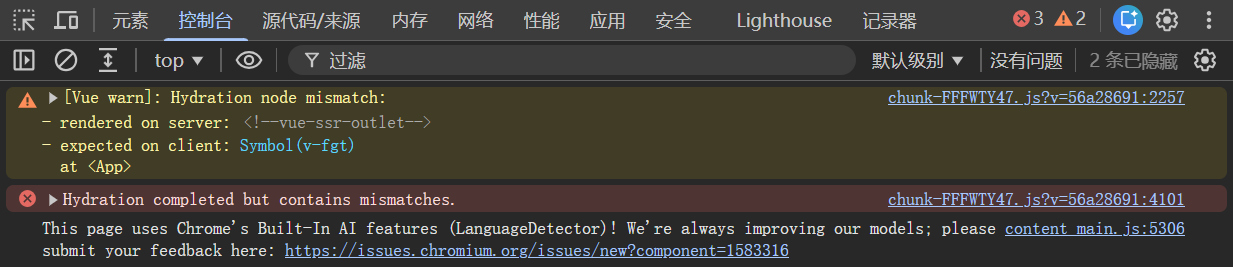 元素 控制台 源代码/来源 内存 网络 性能 应用 安全 Lighthouse 记录器 3 2
top 过滤 默认级别 没有问题 2 条已隐藏
[Vue warn]: Hydration node mismatch: chunk-FFFWTY47.js?v=56a28691:2257
- rendered on server: <!--vue-ssr-outlet-->
- expected on client: Symbol(v-fgt)
at <App>
Hydration completed but contains mismatches. chunk-FFFWTY47.js?v=56a28691:4101
This page uses Chrome's Built-In AI features (LanguageDetector)! We're always improving our models; please content_main.js:5306
submit your feedback here: https://issues.chromium.org/issues/new?component=1583316